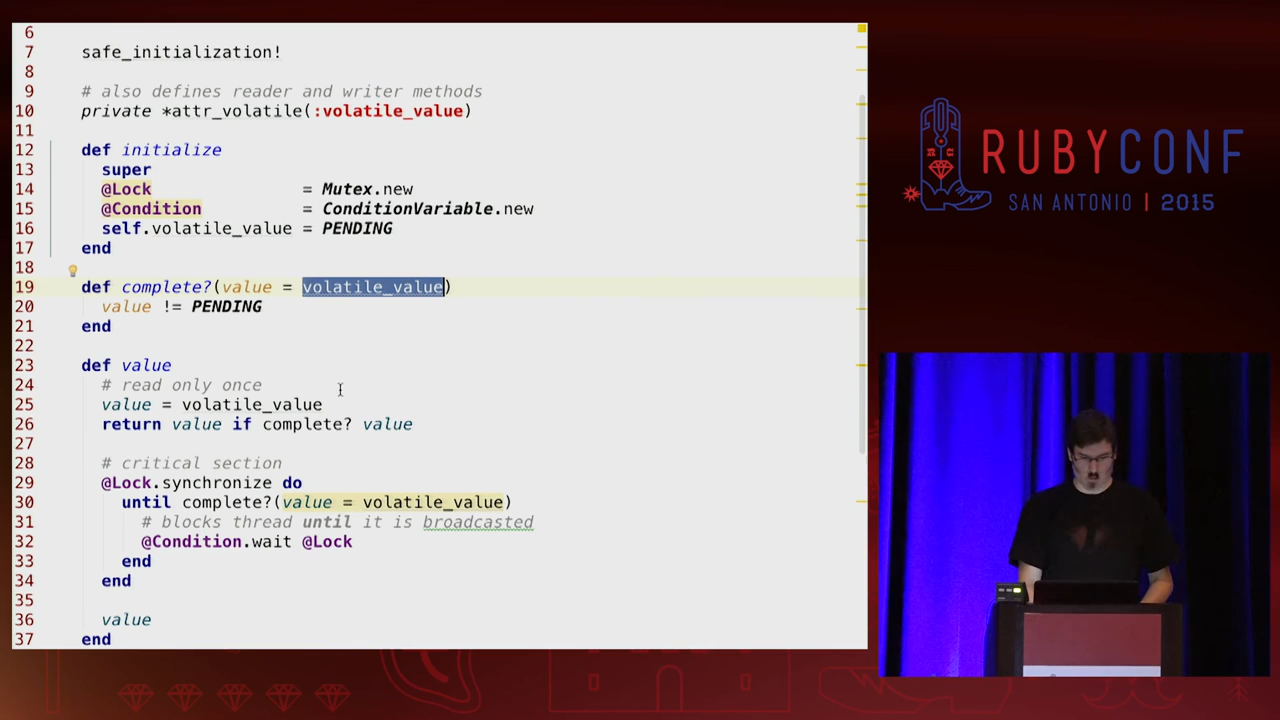 6
7 safe_initialization!
8
9 # also defines reader and writer methods
10 private *attr_volatile(:volatile_value)
11
12 def initialize
13 super
14 @Lock = Mutex.new
15 @Condition = ConditionVariable.new
16 self.volatile_value = PENDING
17 end
18
19 def complete?(value = volatile_value)
20 value != PENDING
21 end
22
23 def value
24 # read only once
25 value = volatile_value
26 return value if complete? value
27
28 # critical section
29 @Lock.synchronize do
30 until complete?(value = volatile_value)
31 # blocks thread until it is broadcasted
32 @Condition.wait @Lock
33 end
34 end
35
36 value
37 end
RUBYCONF
SAN ANTONIO | 2015